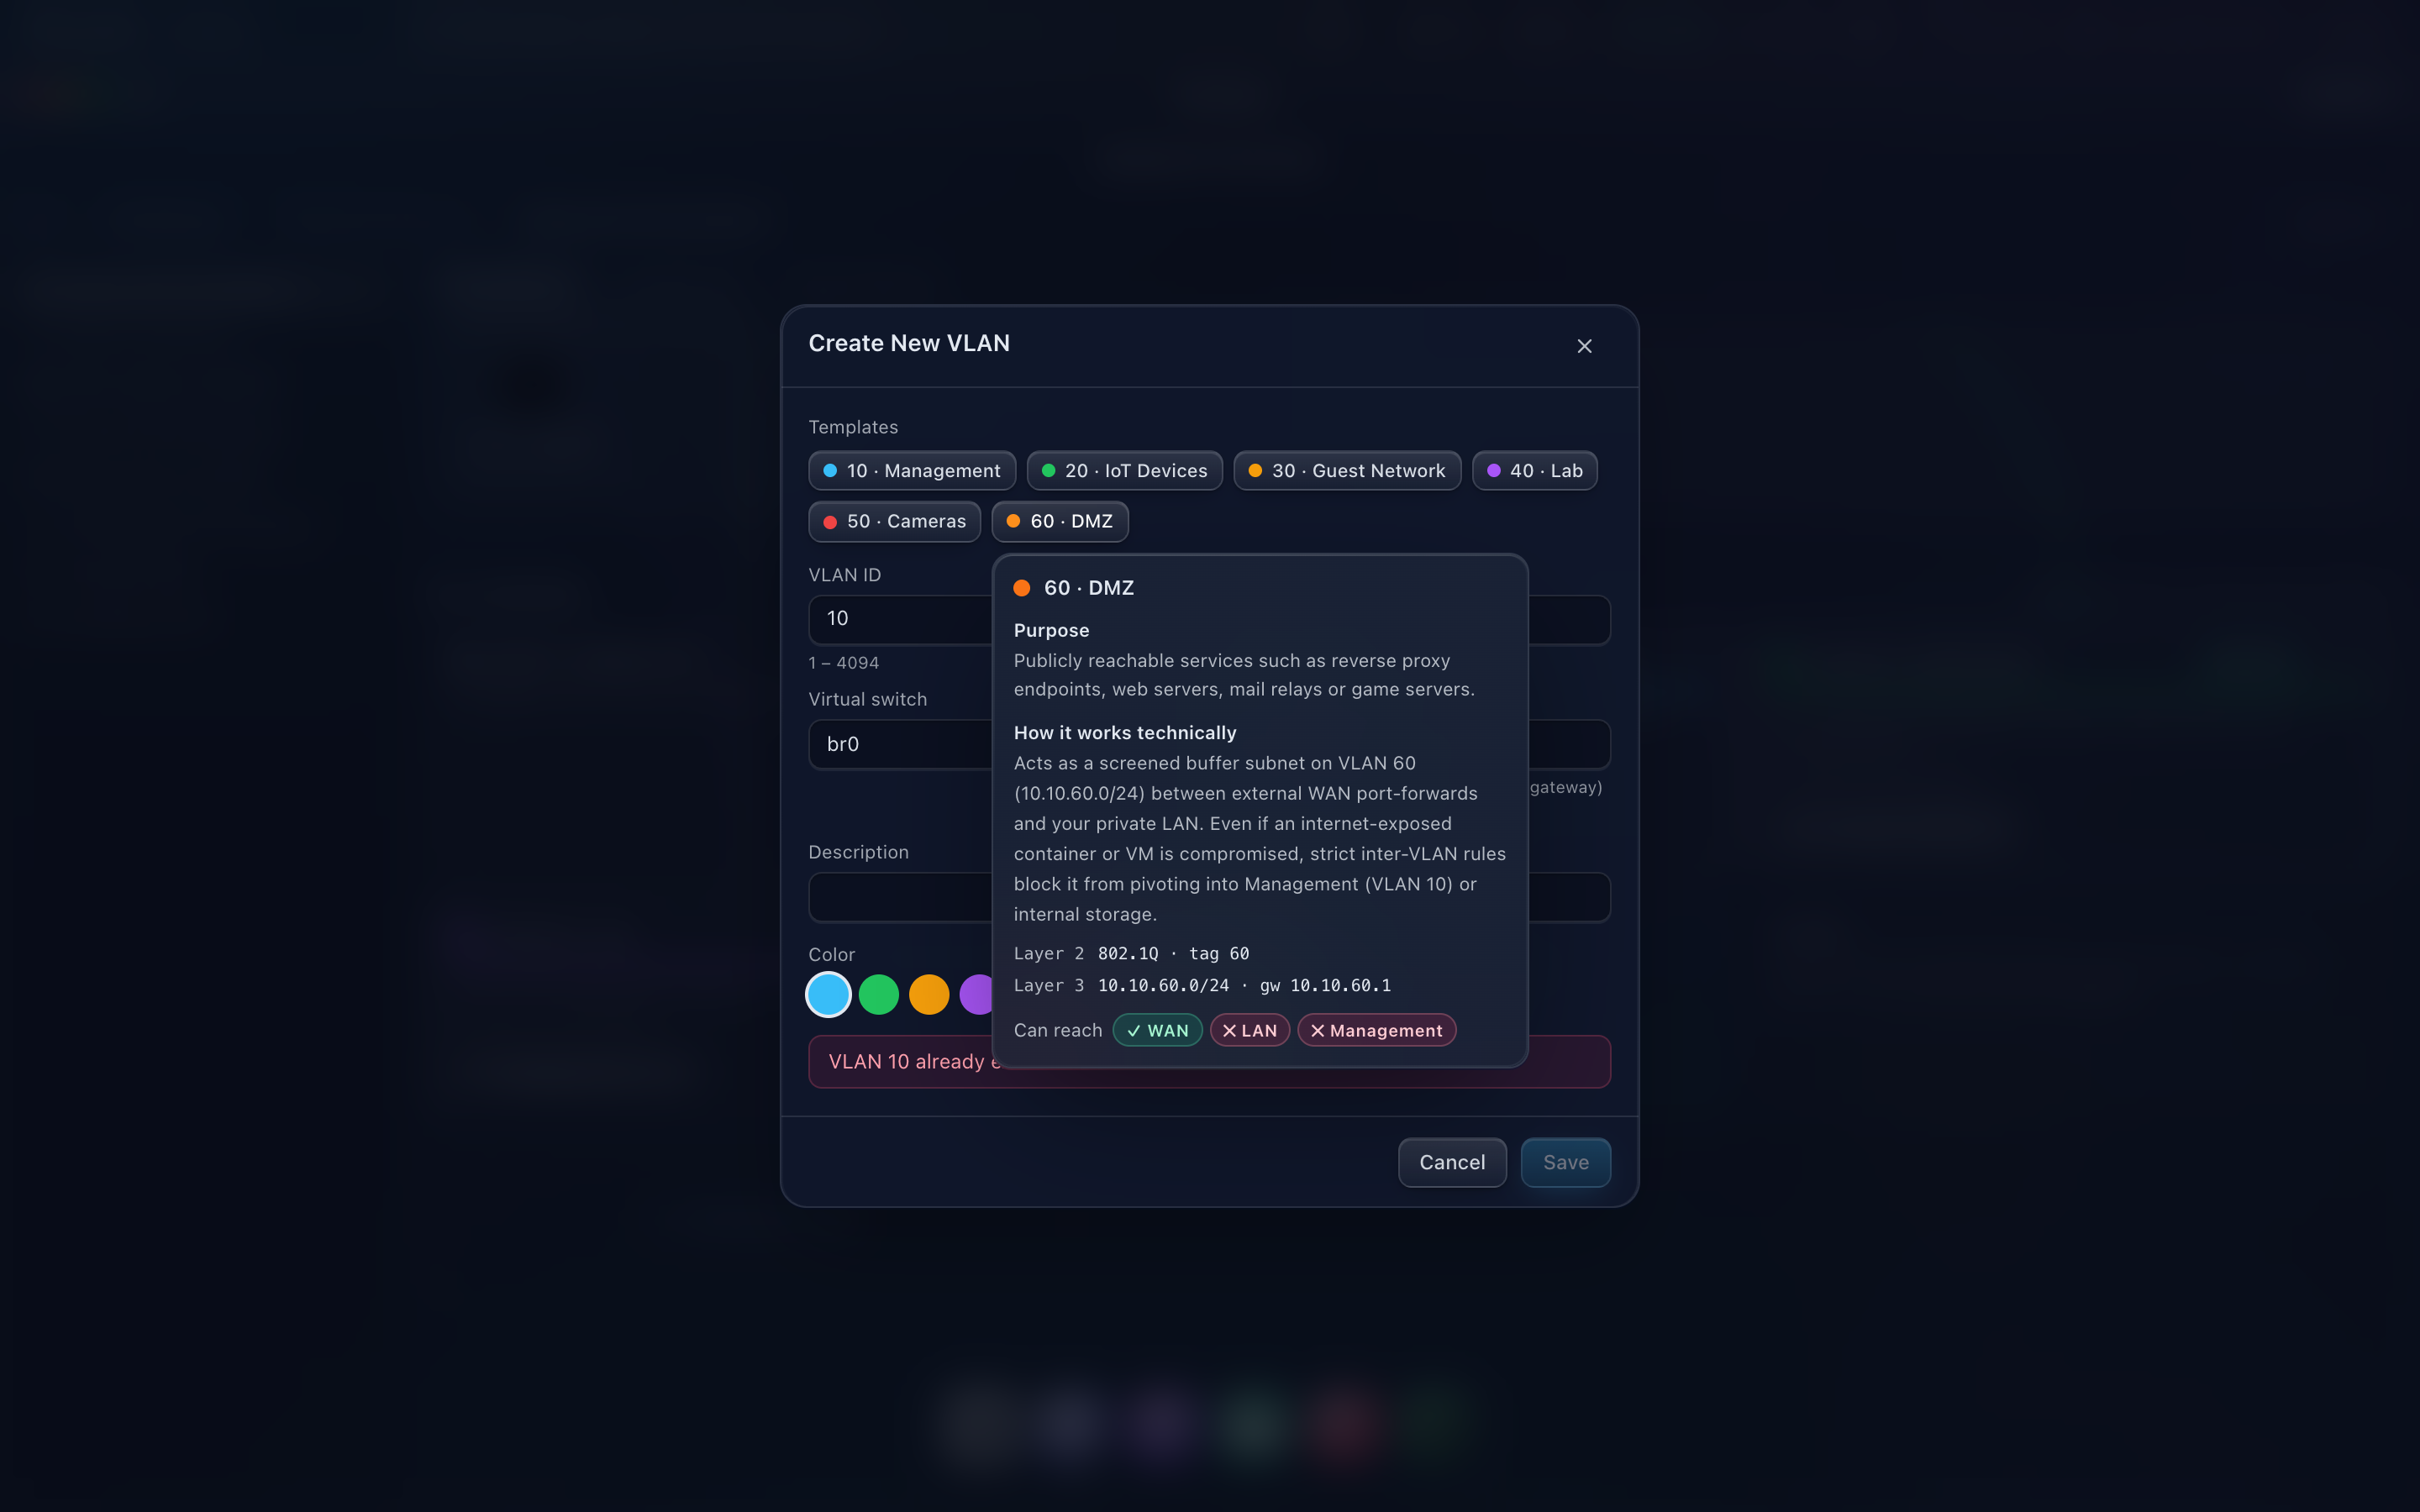 Create New VLAN
Templates
10 · Management
20 · IoT Devices
30 · Guest Network
40 · Lab
50 · Cameras
60 · DMZ
VLAN ID
10
1 – 4094
Virtual switch
br0
gateway)
Description
Color
VLAN 10 already
60 · DMZ
Purpose
Publicly reachable services such as reverse proxy
endpoints, web servers, mail relays or game servers.
How it works technically
Acts as a screened buffer subnet on VLAN 60
(10.10.60.0/24) between external WAN port-forwards
and your private LAN. Even if an internet-exposed
container or VM is compromised, strict inter-VLAN rules
block it from pivoting into Management (VLAN 10) or
internal storage.
Layer 2 802.1Q · tag 60
Layer 3 10.10.60.0/24 · gw 10.10.60.1
Can reach ✓ WAN ✕ LAN ✕ Management
Cancel
Save